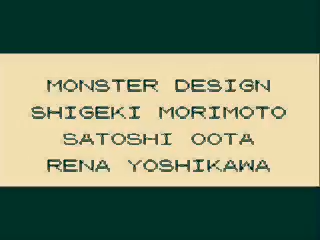 MONSTER DESIGN
SHIGEKI MORIMOTO
SATOSHI OOTA
RENA YOSHIKAWA